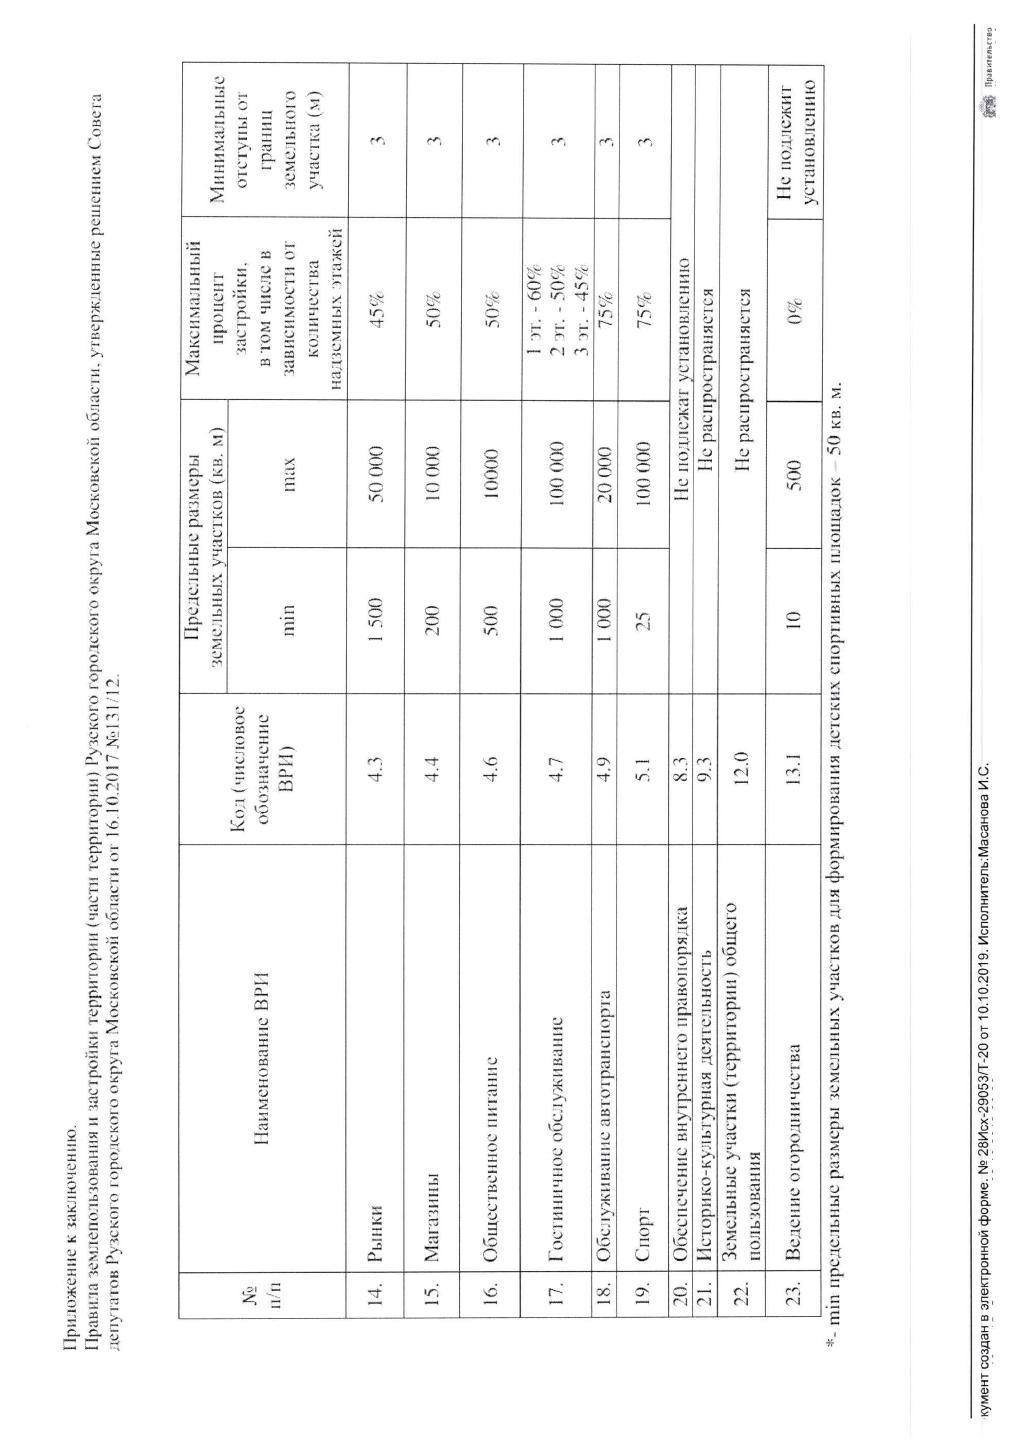 Приложение к заключению.
Правила землепользования и застройки территории (части территории) Рузского городского округа Московской области, утвержденные решением Совета
депутатов Рузского городского округа Московской области от 16.10.2017 №131/12.
№
п/п
Наименование ВРИ
Код (числовое
обозначение
ВРИ)
Предельные размеры
земельных участков (кв. м)
min
max
Максимальный
процент
застройки,
в том числе в
зависимости от
количества
надземных этажей
Минимальные
отступы от
границ
земельного
участка (м)
14. Рынки 4.3 1 500 50 000 45% 3
15. Магазины 4.4 200 10 000 50% 3
16. Общественное питание 4.6 500 10000 50% 3
17. Гостиничное обслуживание 4.7 1 000 100 000 1 эт. - 60% 3
2 эт. - 50%
3 эт. - 45%
18. Обслуживание автотранспорта 4.9 1 000 20 000 75% 3
19. Спорт 5.1 25 100 000 75% 3
20. Обеспечение внутреннего правопорядка 8.3 Не подлежат установлению
21. Историко-культурная деятельность 9.3 Не распространяется
22. Земельные участки (территории) общего
пользования 12.0 Не распространяется
23. Ведение огородничества 13.1 10 500 0% Не подлежит
установлению
*- min предельные размеры земельных участков для формирования детских спортивных площадок – 50 кв. м.
кумент создан в электронной форме. № 28Исх-29053/Т-20 от 10.10.2019. Исполнитель:Масанова И.С.
Правительство